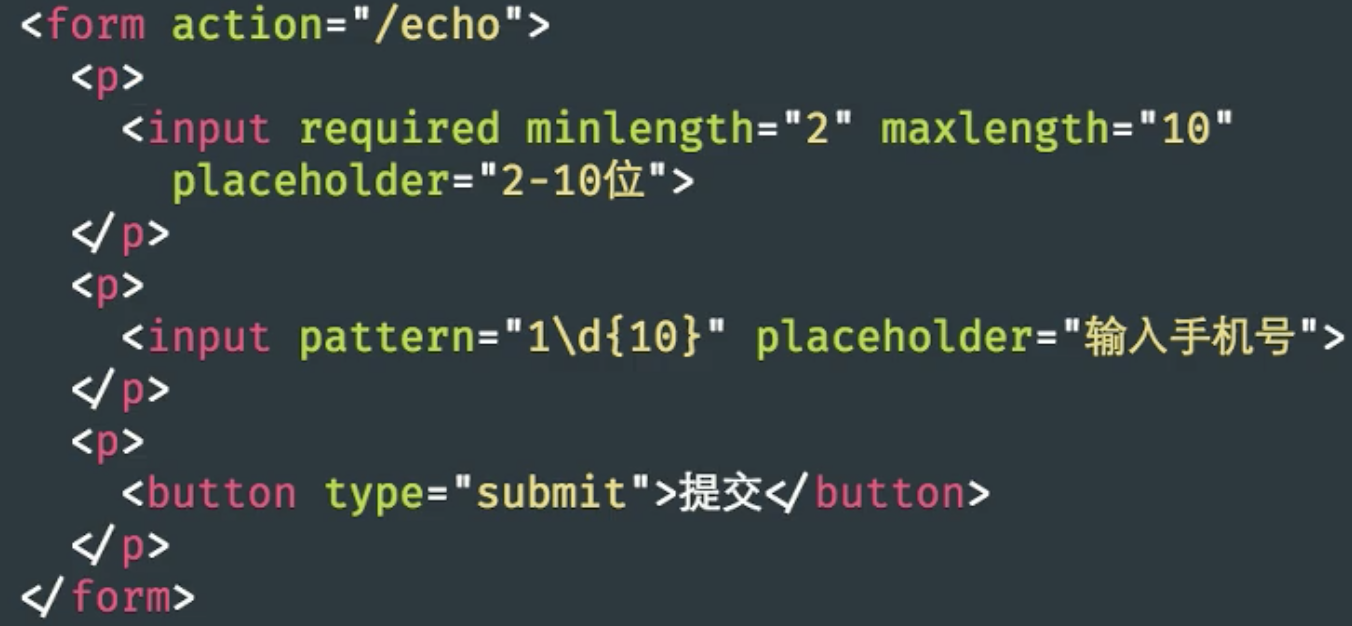 <form action="/echo">
  <p>
    <input required minlength="2" maxlength="10"
      placeholder="2-10位">
  </p>
  <p>
    <input pattern="1\d{10}" placeholder="输入手机号">
  </p>
  <p>
    <button type="submit">提交</button>
  </p>
</form>